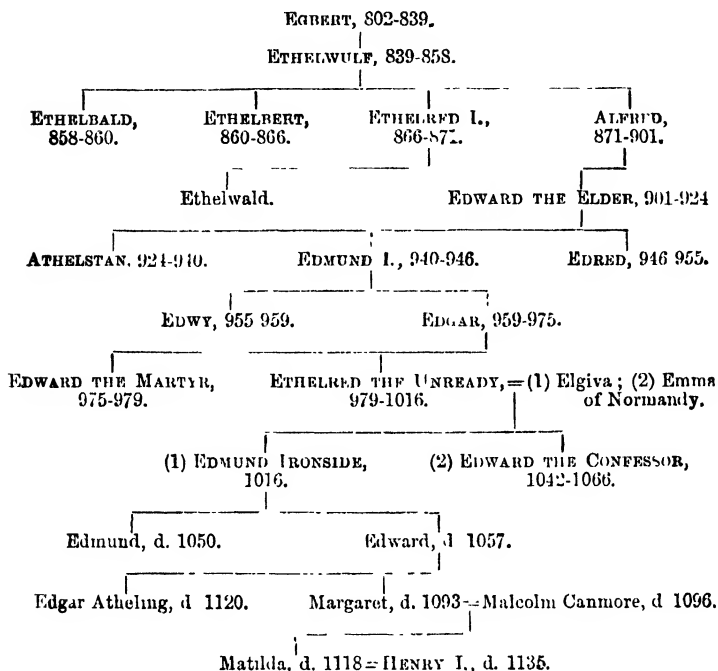 EGBERT, 802-839.
ETHELWULF, 839-858.
ETHELBALD, ETHELBERT, ETHELRED I., ALFRED,
858-860. 860-866. 866-871. 871-901.
Ethelwald. EDWARD THE ELDER, 901-924
ATHELSTAN. 924-940. EDMUND I., 940-946. EDRED, 946 955.
EDWY, 955 959. EDGAR, 959-975.
EDWARD THE MARTYR, ETHELRED THE UNREADY, = (1) Elgiva; (2) Emma
975-979. 979-1016. of Normandy.
(1) EDMUND IRONSIDE, (2) EDWARD THE CONFESSOR,
1016. 1042-1066.
Edmund, d. 1050. Edward, d 1057.
Edgar Atheling, d 1120. Margaret, d. 1093 = Malcolm Canmore, d 1096.
Matilda, d. 1118 = HENRY I., d. 1135.